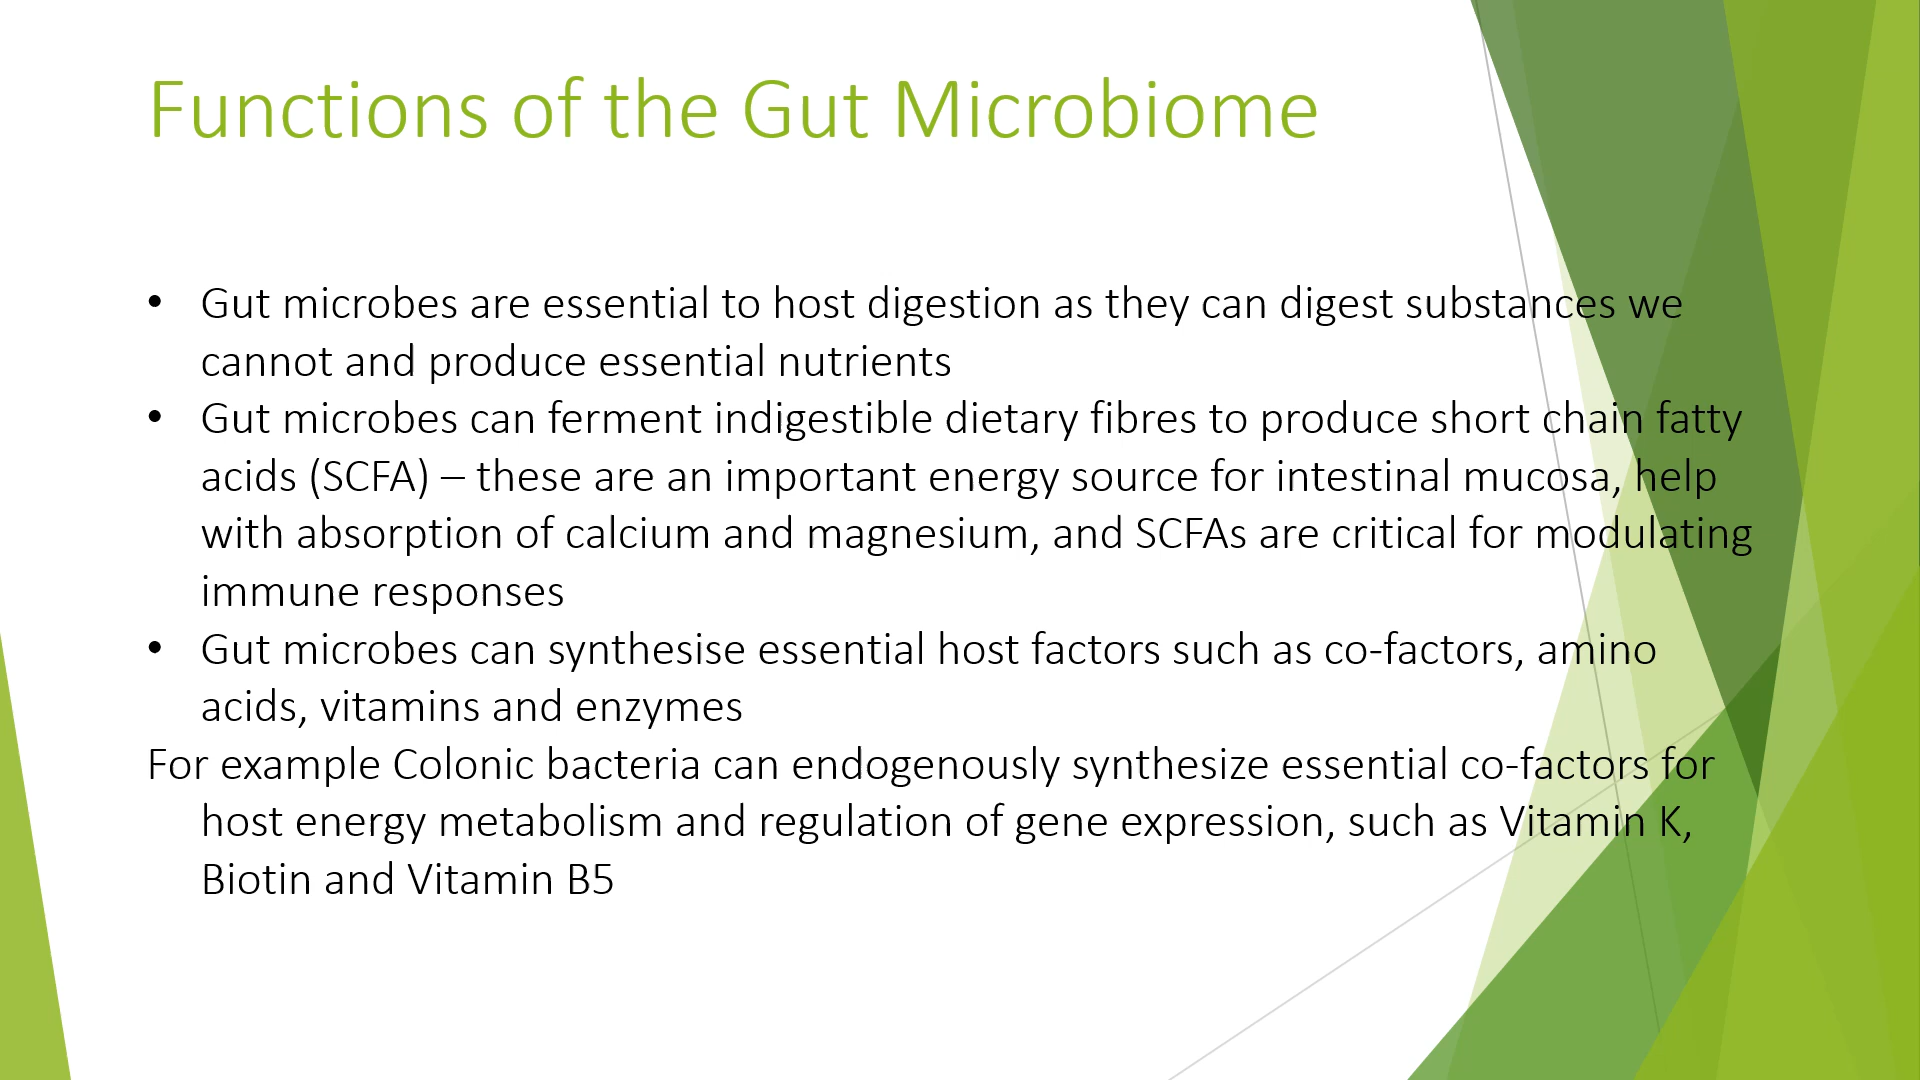 Functions of the Gut Microbiome
• Gut microbes are essential to host digestion as they can digest substances we
cannot and produce essential nutrients
• Gut microbes can ferment indigestible dietary fibres to produce short chain fatty
acids (SCFA) – these are an important energy source for intestinal mucosa, help
with absorption of calcium and magnesium, and SCFAs are critical for modulating
immune responses
• Gut microbes can synthesise essential host factors such as co-factors, amino
acids, vitamins and enzymes
For example Colonic bacteria can endogenously synthesize essential co-factors for
host energy metabolism and regulation of gene expression, such as Vitamin K,
Biotin and Vitamin B5